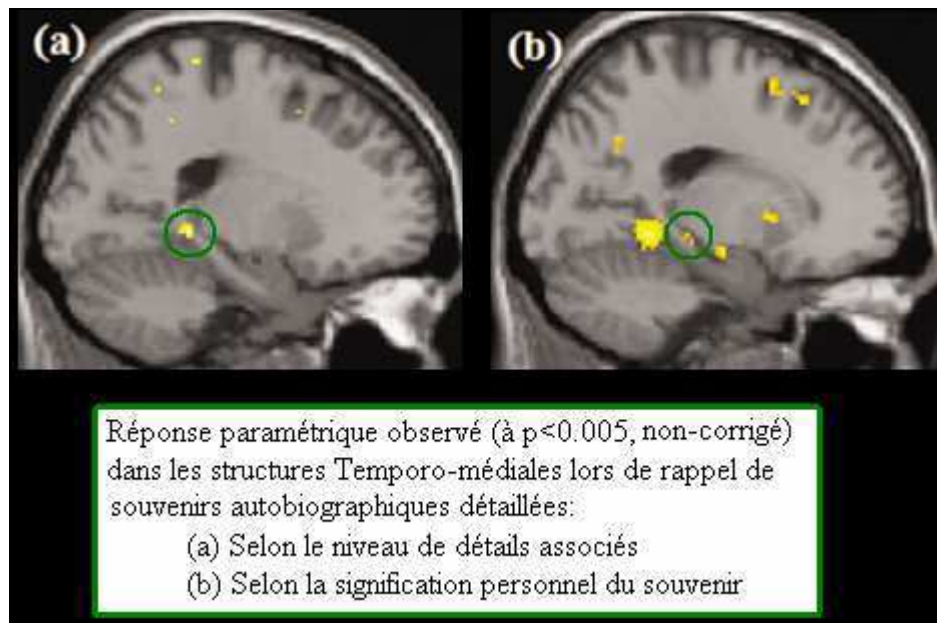 (a) (b)
Réponse paramétrique observé (à p<0.005, non-corrigé)
dans les structures Temporo-médiales lors de rappel de
souvenirs autobiographiques détaillées:
(a) Selon le niveau de détails associés
(b) Selon la signification personnel du souvenir